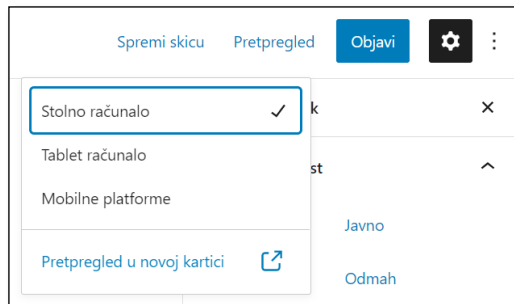 Spremi skicu Pretpregled Objavi
Stolno računalo
k
Tablet računalo
st
Mobilne platforme
Javno
Pretpregled u novoj kartici
Odmah